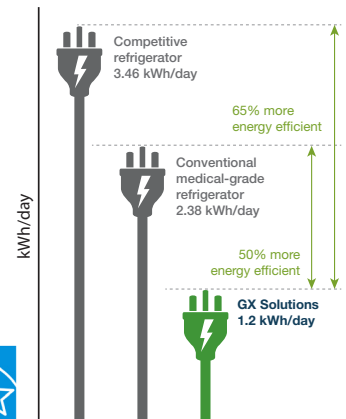 Competitive
refrigerator
3.46 kWh/day
65% more
energy efficient
Conventional
medical-grade
refrigerator
2.38 kWh/day
kWh/day
50% more
energy efficient
GX Solutions
1.2 kWh/day